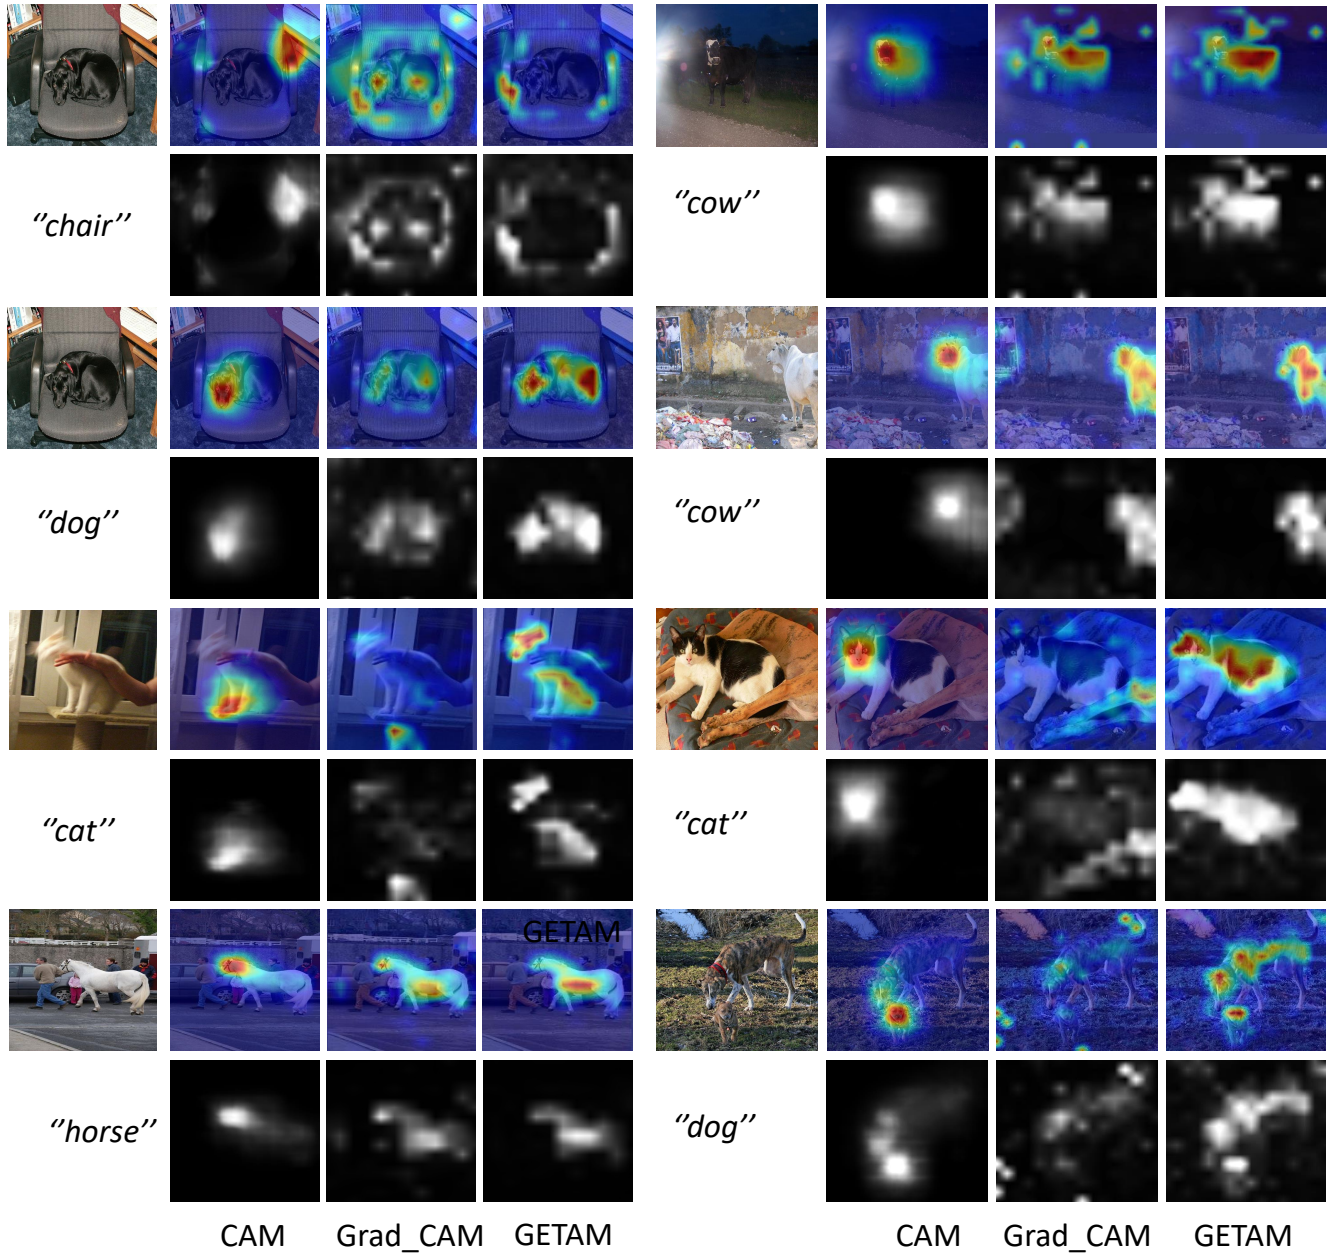 "chair"
"cow"
"dog"
"cow"
"cat"
"cat"
GETAM
"horse"
"dog"
CAM
Grad_CAM
GETAM
CAM
Grad_CAM
GETAM